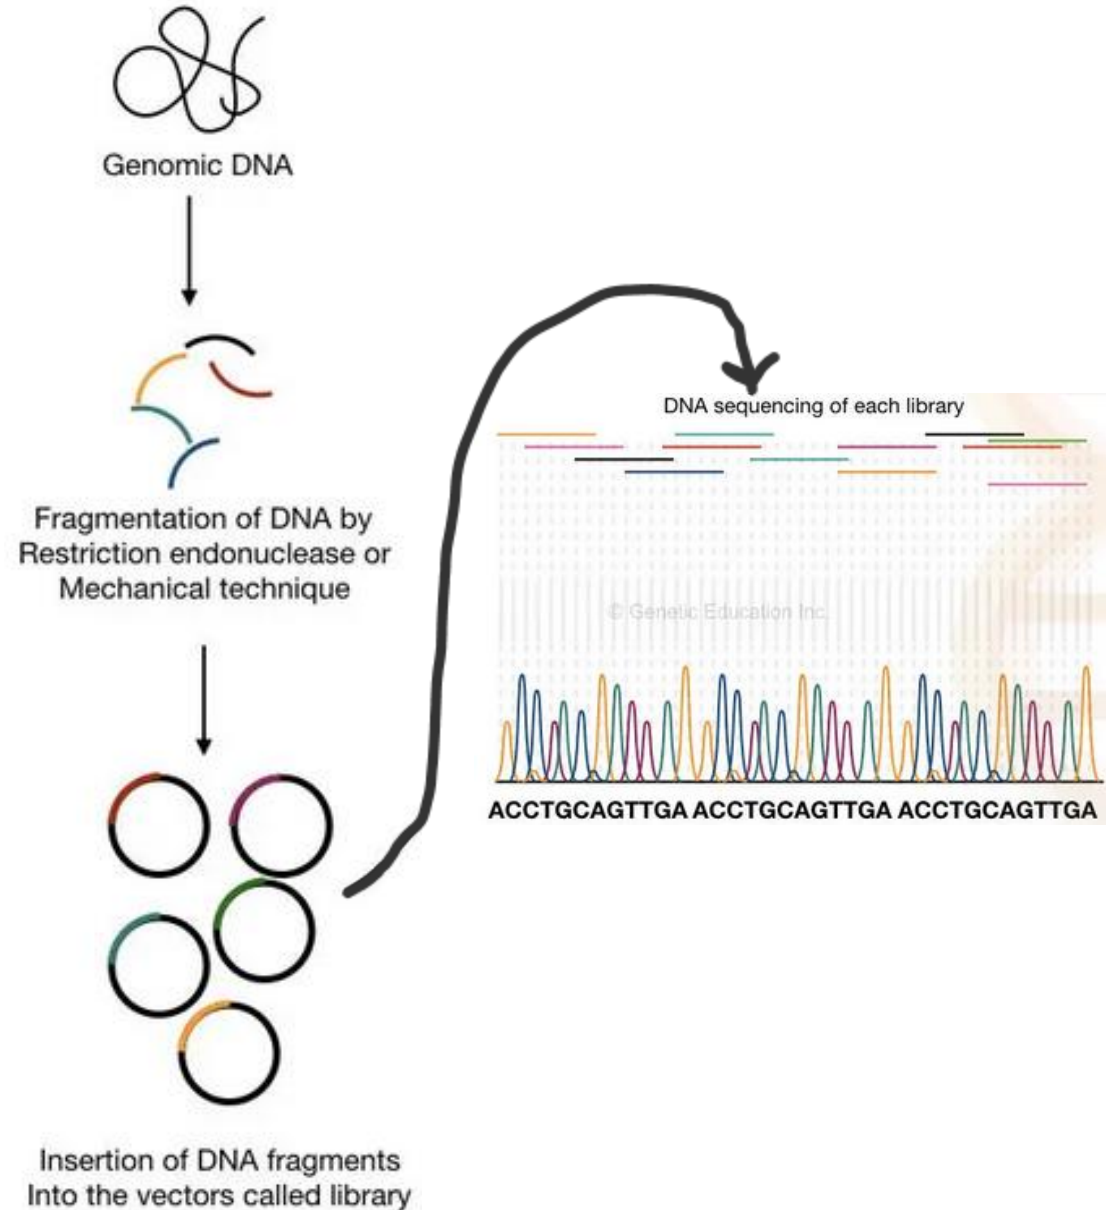 Genomic DNA
Fragmentation of DNA by
Restriction endonuclease or
Mechanical technique
Insertion of DNA fragments
Into the vectors called library
DNA sequencing of each library
© Genetic Education Inc.
ACCTGCAGTTGA ACCTGCAGTTGA ACCTGCAGTTGA